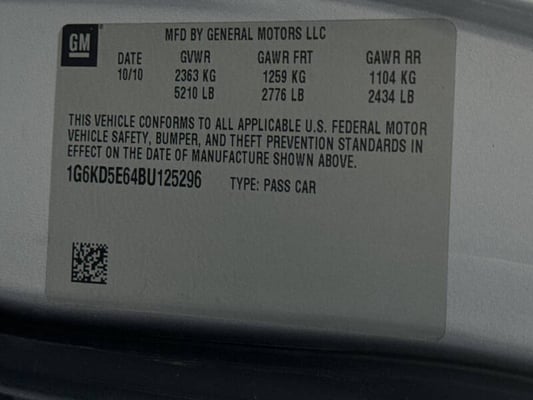 GM
MFD BY GENERAL MOTORS LLC
DATE GVWR GAWR FRT GAWR RR
10/10 2363 KG 1259 KG 1104 KG
5210 LB 2776 LB 2434 LB
THIS VEHICLE CONFORMS TO ALL APPLICABLE U.S. FEDERAL MOTOR
VEHICLE SAFETY, BUMPER, AND THEFT PREVENTION STANDARDS IN
EFFECT ON THE DATE OF MANUFACTURE SHOWN ABOVE.
1G6KD5E64BU125296 TYPE: PASS CAR